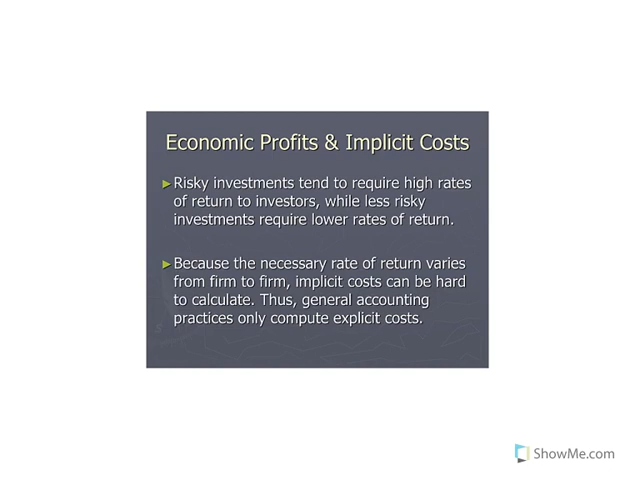 Economic Profits & Implicit Costs
►Risky investments tend to require high rates
of return to investors, while less risky
investments require lower rates of return.
►Because the necessary rate of return varies
from firm to firm, implicit costs can be hard
to calculate. Thus, general accounting
practices only compute explicit costs.
ShowMe.com